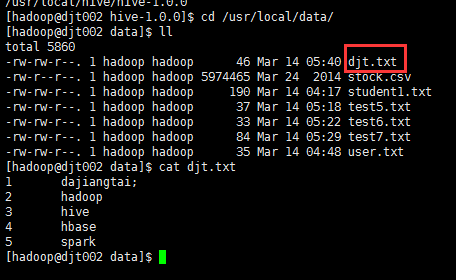 /usr/local/hive/hive-1.0.0
[hadoop@djt002 hive-1.0.0]$ cd /usr/local/data/
[hadoop@djt002 data]$ ll
total 5860
-rw-rw-r--. 1 hadoop hadoop      46 Mar 14 05:40 djt.txt
-rw-r--r--. 1 hadoop hadoop 5974465 Mar 24  2014 stock.csv
-rw-rw-r--. 1 hadoop hadoop     190 Mar 14 04:17 student1.txt
-rw-rw-r--. 1 hadoop hadoop      37 Mar 14 05:18 test5.txt
-rw-rw-r--. 1 hadoop hadoop      33 Mar 14 05:22 test6.txt
-rw-rw-r--. 1 hadoop hadoop      84 Mar 14 05:29 test7.txt
-rw-rw-r--. 1 hadoop hadoop      35 Mar 14 04:48 user.txt
[hadoop@djt002 data]$ cat djt.txt
1       dajiangtai;
2       hadoop
3       hive
4       hbase
5       spark
[hadoop@djt002 data]$